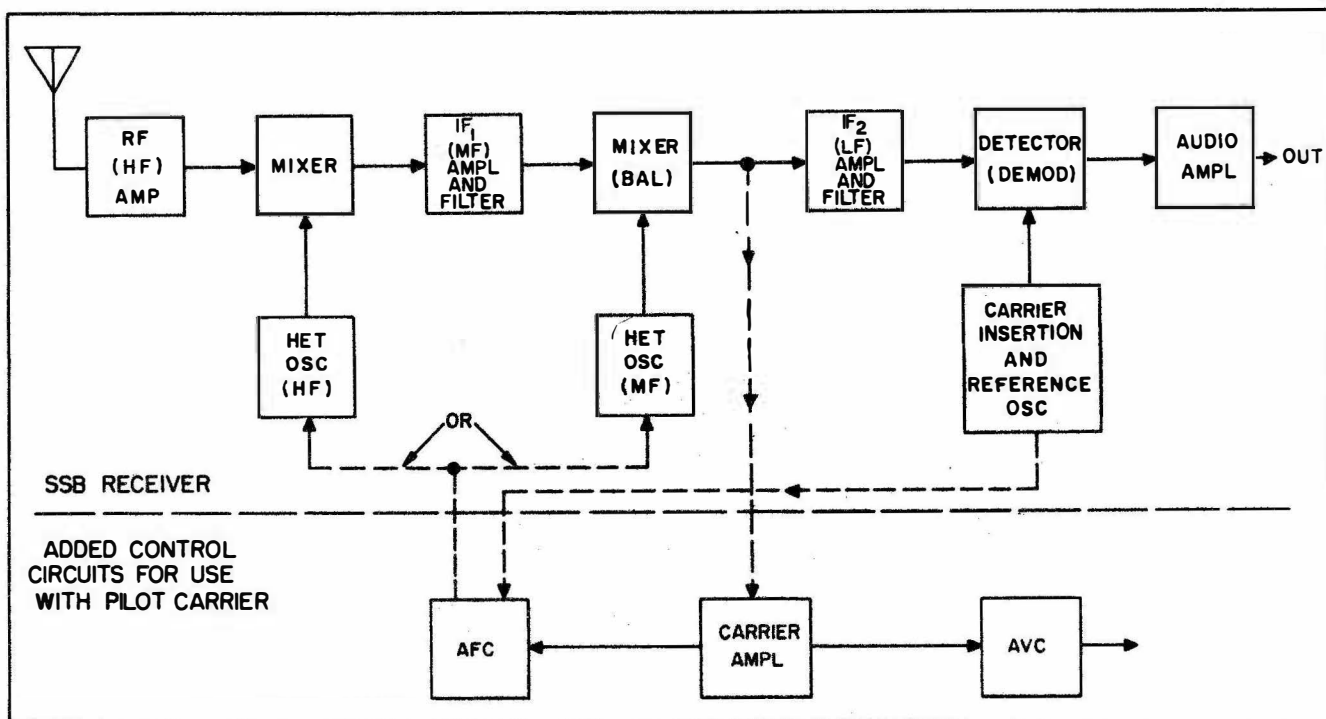 RF
(HF)
AMP
MIXER
IF1
(MF)
AMPL
AND
FILTER
MIXER
(BAL)
IF2
(LF)
AMPL
AND
FILTER
DETECTOR
(DEMOD)
AUDIO
AMPL
OUT
HET
OSC
(HF)
HET
OSC
(MF)
CARRIER
INSERTION
AND
REFERENCE
OSC
OR
SSB RECEIVER
ADDED CONTROL
CIRCUITS FOR USE
WITH PILOT CARRIER
AFC
CARRIER
AMPL
AVC